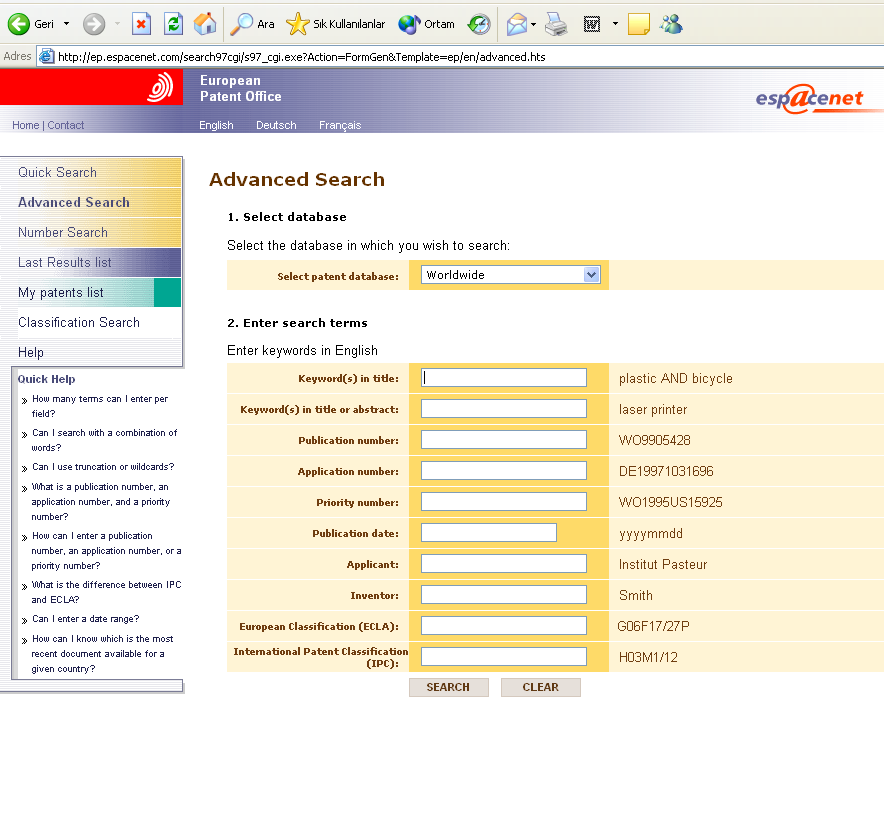 Geri
Ara
Sık Kullanılanlar
Ortam
Adres
http://ep.espacenet.com/search97cgi/s97_cgi.exe?Action=FormGen&Template=ep/en/advanced.hts
European
Patent Office
espacenet
Home | Contact
English Deutsch Français
Quick Search
Advanced Search
Number Search
Last Results list
My patents list
Classification Search
Help
Quick Help
» How many terms can I enter per
field?
» Can I search with a combination of
words?
» Can I use truncation or wildcards?
» What is a publication number, an
application number, and a priority
number?
» How can I enter a publication
number, an application number, or a
priority number?
» What is the difference between IPC
and ECLA?
» Can I enter a date range?
» How can I know which is the most
recent document available for a
given country?
Advanced Search
1. Select database
Select the database in which you wish to search:
Select patent database: Worldwide
2. Enter search terms
Enter keywords in English
Keyword(s) in title: plastic AND bicycle
Keyword(s) in title or abstract: laser printer
Publication number: WO9905428
Application number: DE19971031696
Priority number: WO1995US15925
Publication date: yyyymmdd
Applicant: Institut Pasteur
Inventor: Smith
European Classification (ECLA): G06F17/27P
International Patent Classification
(IPC): H03M1/12
SEARCH CLEAR